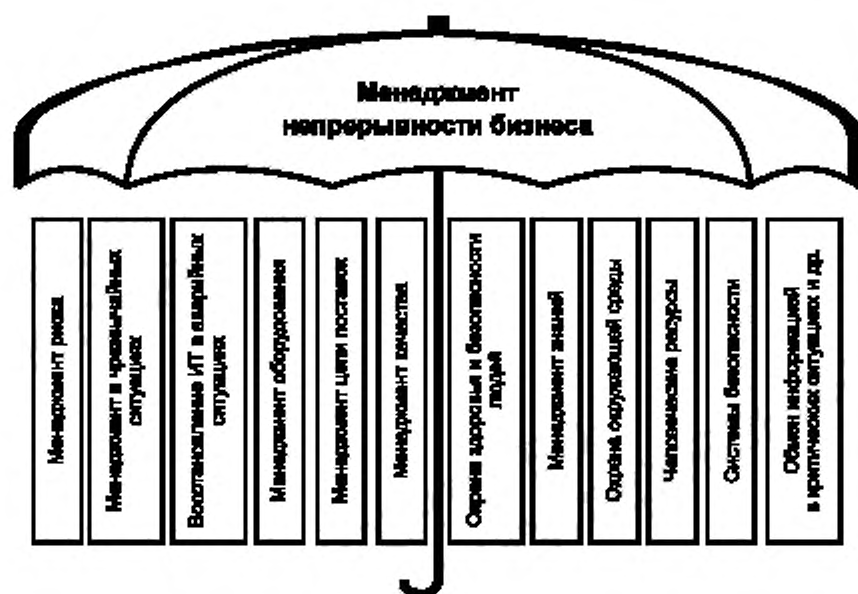 Менеджмент
непрерывности бизнеса
Менеджмент риска
Менеджмент в чрезвычайных
ситуациях
Восстановление ИТ в аварийных
ситуациях
Менеджмент оборудования
Менеджмент цепи поставок
Менеджмент качества
Охрана здоровья и безопасности
людей
Менеджмент знаний
Охрана окружающей среды
Человеческие ресурсы
Системы безопасности
Обмен информацией
в критических ситуациях и др.